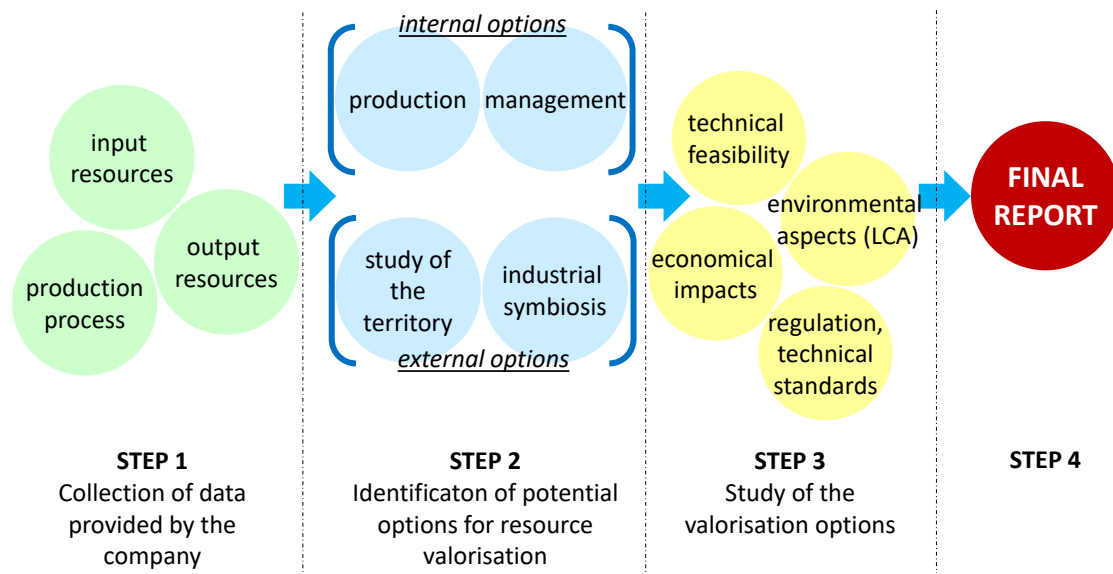 input
resources
output
resources
production
process
internal options
production
management
study of
the
territory
industrial
symbiosis
external options
technical
feasibility
environmental
aspects (LCA)
economical
impacts
regulation,
technical
standards
FINAL
REPORT
STEP 1
Collection of data
provided by the
company
STEP 2
Identificaton of potential
options for resource
valorisation
STEP 3
Study of the
valorisation options
STEP 4